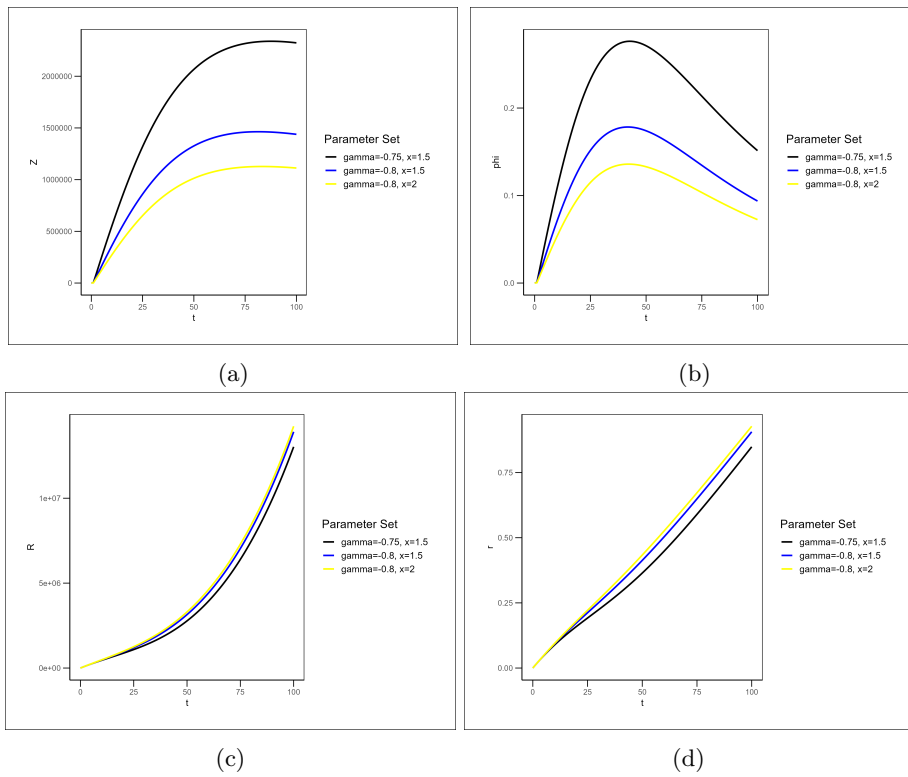 2000000
1500000
1000000
500000
0
Z
0 25 50 75 100
t
Parameter Set
gamma=-0.75, x=1.5
gamma=-0.8, x=1.5
gamma=-0.8, x=2
(a)
0.2
0.1
0.0
phi
0 25 50 75 100
t
Parameter Set
gamma=-0.75, x=1.5
gamma=-0.8, x=1.5
gamma=-0.8, x=2
(b)
1e+07
5e+06
0e+00
R
0 25 50 75 100
t
Parameter Set
gamma=-0.75, x=1.5
gamma=-0.8, x=1.5
gamma=-0.8, x=2
(c)
0.75
0.50
0.25
0.00
r
0 25 50 75 100
t
Parameter Set
gamma=-0.75, x=1.5
gamma=-0.8, x=1.5
gamma=-0.8, x=2
(d)